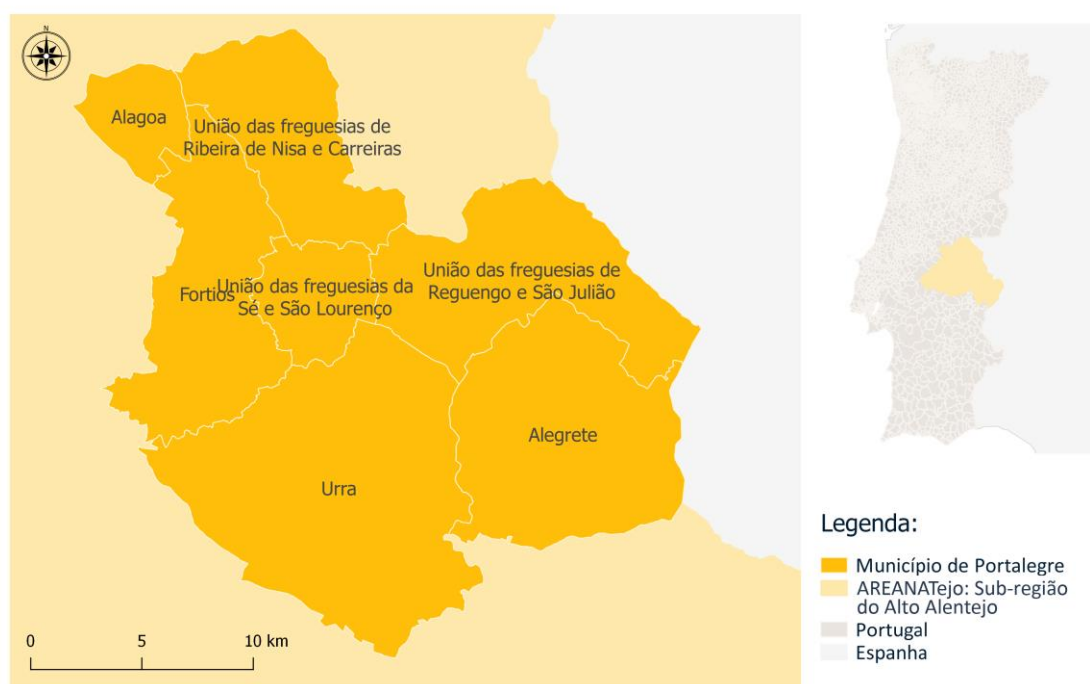 N
Alagoa
União das freguesias de
Ribeira de Nisa e Carreiras
União das freguesias de
Reguengo e São Julião
Fortios
União das freguesias da
Sé e São Lourenço
Alegrete
Urra
0 5 10 km
Legenda:
Município de Portalegre
AREANATejo: Sub-região
do Alto Alentejo
Portugal
Espanha